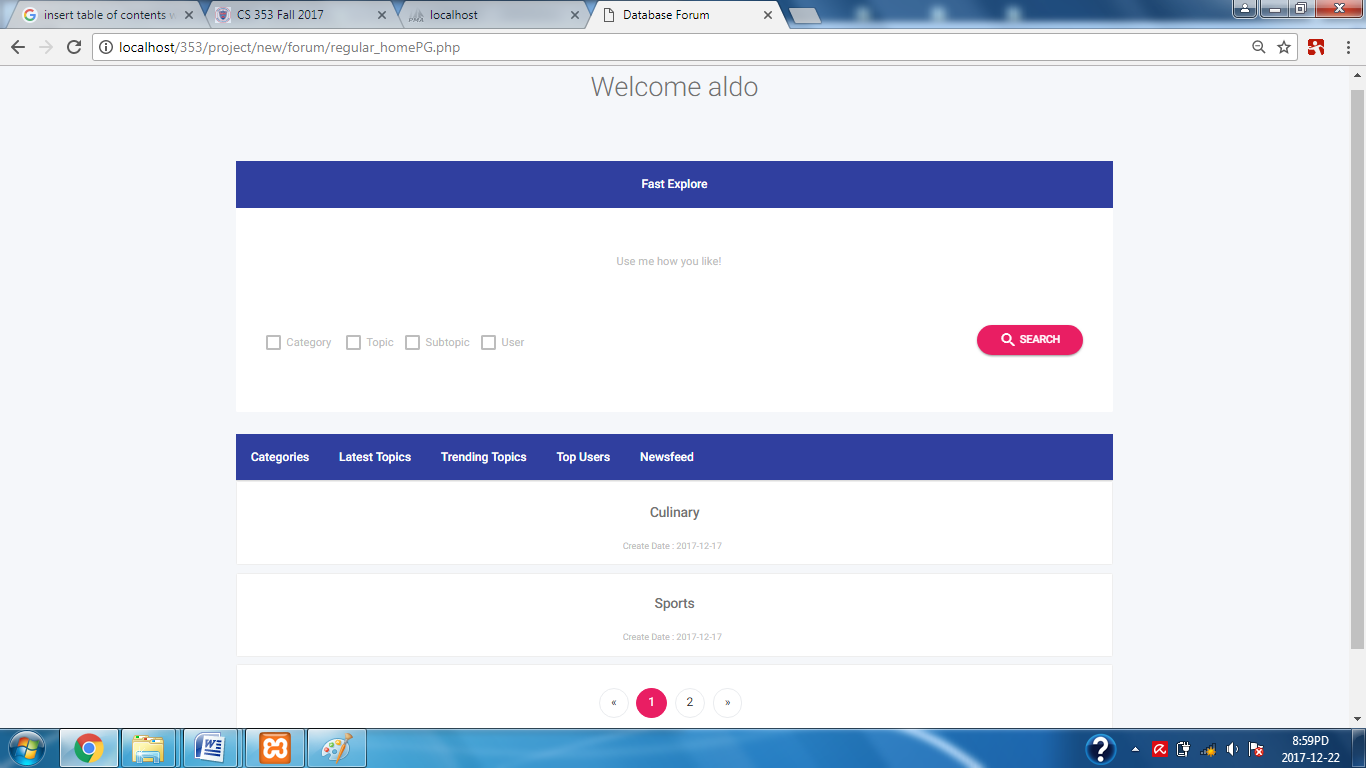 insert table of contents
CS 353 Fall 2017
localhost
Database Forum
localhost/353/project/new/forum/regular_homePG.php
Welcome aldo
Fast Explore
Use me how you like!
Category Topic Subtopic User
SEARCH
Categories Latest Topics Trending Topics Top Users Newsfeed
Culinary
Create Date : 2017-12-17
Sports
Create Date : 2017-12-17
« 1 2 »
8:59PD
2017-12-22